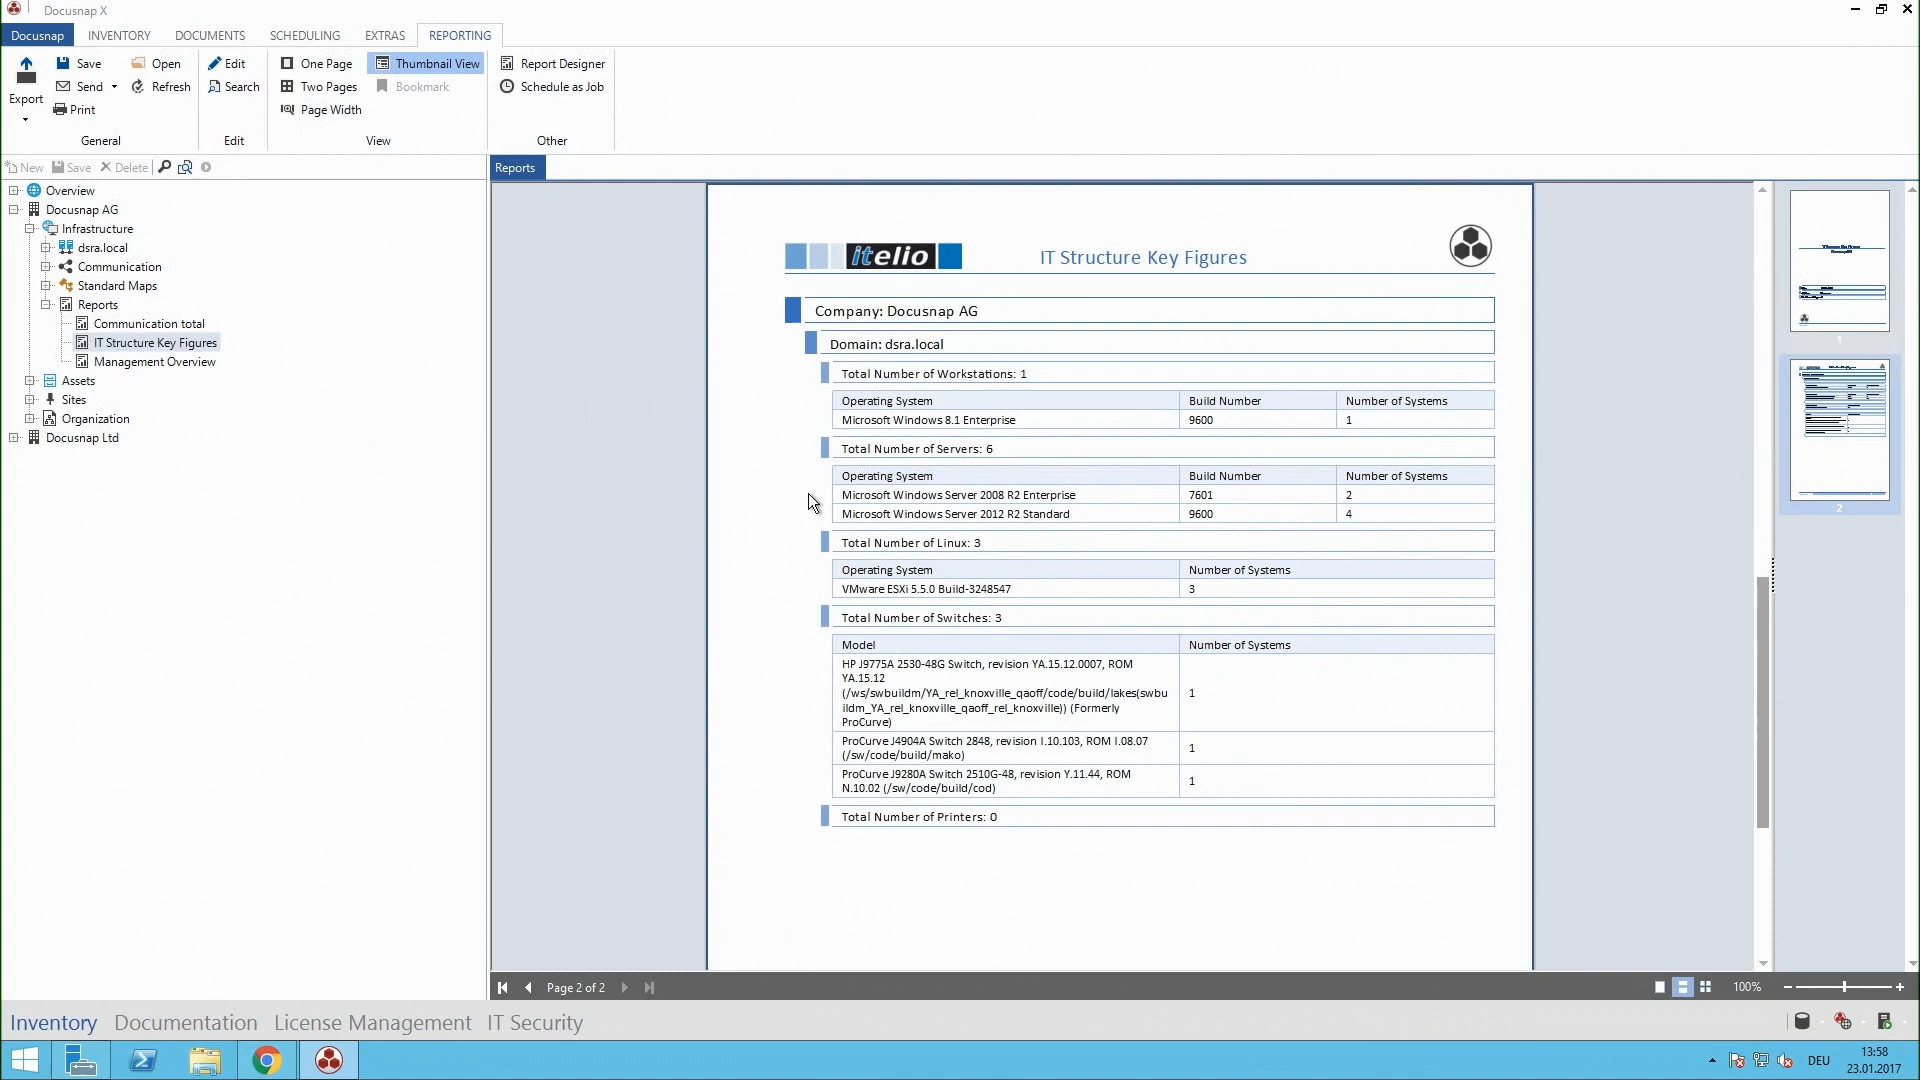 Docusnap X
Docusnap INVENTORY DOCUMENTS SCHEDULING EXTRAS REPORTING
Export
Save
Send
Print
Open
Refresh
General
Edit
Search
Edit
One Page
Two Pages
Page Width
Thumbnail View
Bookmark
View
Report Designer
Schedule as Job
Other
New Save Delete
Overview
Docusnap AG
Infrastructure
dsra.local
Communication
Standard Maps
Reports
Communication total
IT Structure Key Figures
Management Overview
Assets
Sites
Organization
Docusnap Ltd
Reports
itelio
IT Structure Key Figures
Company: Docusnap AG
Domain: dsra.local
Total Number of Workstations: 1
Operating System Build Number Number of Systems
Microsoft Windows 8.1 Enterprise 9600 1
Total Number of Servers: 6
Operating System Build Number Number of Systems
Microsoft Windows Server 2008 R2 Enterprise 7601 2
Microsoft Windows Server 2012 R2 Standard 9600 4
Total Number of Linux: 3
Operating System Number of Systems
VMware ESXi 5.5.0 Build-3248547 3
Total Number of Switches: 3
Model Number of Systems
HP J9775A 2530-48G Switch, revision YA.15.12.0007, ROM
YA.15.12
(/ws/swbuildm/YA_rel_knoxville_qaoff/code/build/lakes(swbu
ildm_YA_rel_knoxville_qaoff_rel_knoxville)) (Formerly
ProCurve)
1
ProCurve J4904A Switch 2848, revision I.10.103, ROM I.08.07
(/sw/code/build/mako)
1
ProCurve J9280A Switch 2510G-48, revision Y.11.44, ROM
N.10.02 (/sw/code/build/cod)
1
Total Number of Printers: 0
1
2
Page 2 of 2
100%
Inventory Documentation License Management IT Security
DEU
13:58
23.01.2017